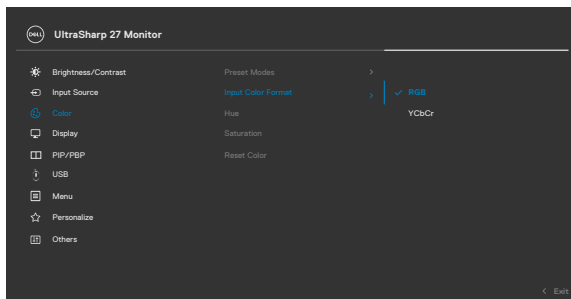 DELL UltraSharp 27 Monitor
Brightness/Contrast Preset Modes >
Input Source Input Color Format > ✓ RGB
Color Hue YCbCr
Display Saturation
PIP/PBP Reset Color
USB
Menu
Personalize
Others
< Exit